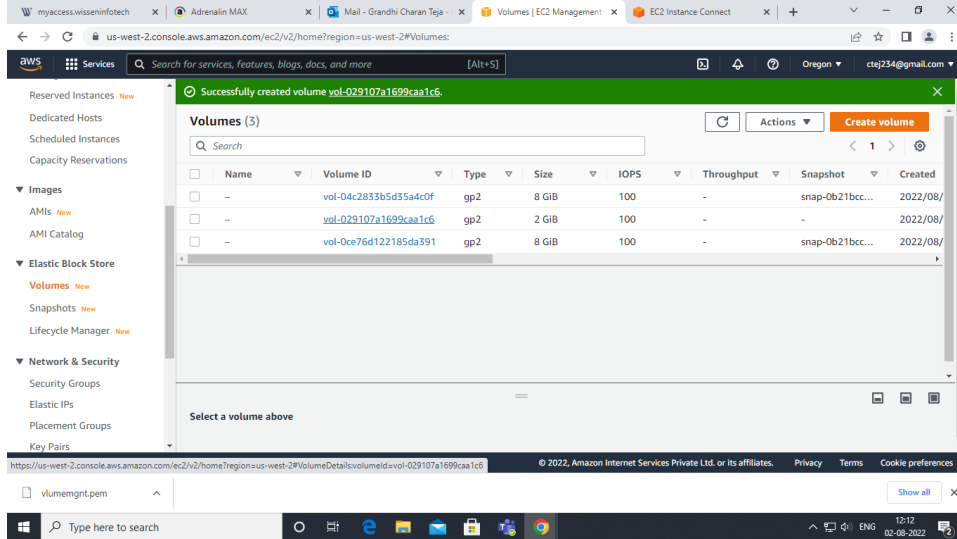 myaccess.wisseninfotech
Adrenalin MAX
Mail - Grandhi Charan Teja -
Volumes | EC2 Management
EC2 Instance Connect
us-west-2.console.aws.amazon.com/ec2/v2/home?region=us-west-2#Volumes:
aws
Services
Search for services, features, blogs, docs, and more
[Alt+S]
Oregon
ctej234@gmail.com
Reserved Instances New
Dedicated Hosts
Scheduled Instances
Capacity Reservations
Images
AMIs New
AMI Catalog
Elastic Block Store
Volumes New
Snapshots New
Lifecycle Manager New
Network & Security
Security Groups
Elastic IPs
Placement Groups
Key Pairs
Successfully created volume vol-029107a1699caa1c6.
Volumes (3)
Actions
Create volume
Search
1
Name Volume ID Type Size IOPS Throughput Snapshot Created
– vol-04c2833b5d35a4c0f gp2 8 GiB 100 - snap-0b21bcc... 2022/08/
– vol-029107a1699caa1c6 gp2 2 GiB 100 - - 2022/08/
– vol-0ce76d122185da391 gp2 8 GiB 100 - snap-0b21bcc... 2022/08/
Select a volume above
https://us-west-2.console.aws.amazon.com/ec2/v2/home?region=us-west-2#VolumeDetails:volumeId=vol-029107a1699caa1c6
© 2022, Amazon Internet Services Private Ltd. or its affiliates.
Privacy
Terms
Cookie preferences
vlumemgnt.pem
Show all
Type here to search
ENG
12:12
02-08-2022
2